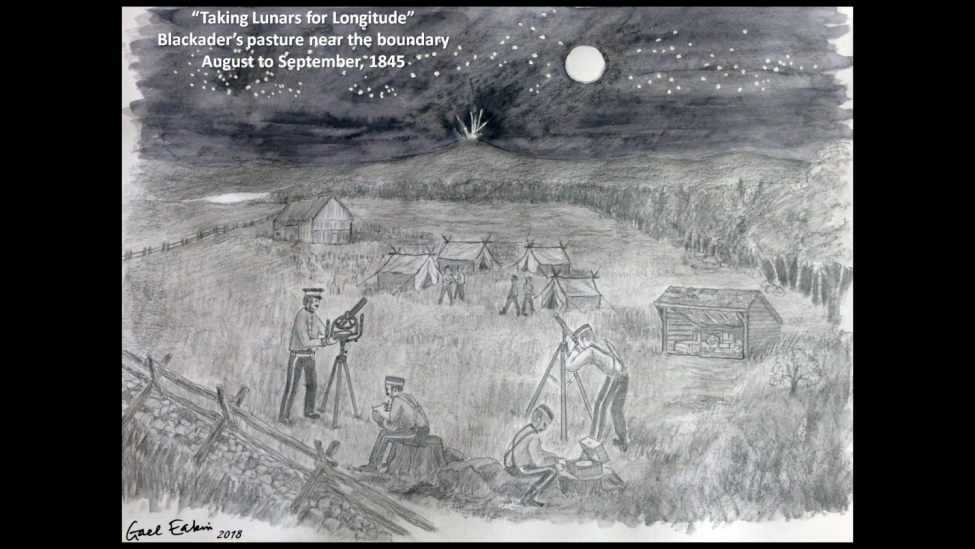 “Taking Lunars for Longitude”
Blackader’s pasture near the boundary
August to September, 1845
Gael Eakin 2018